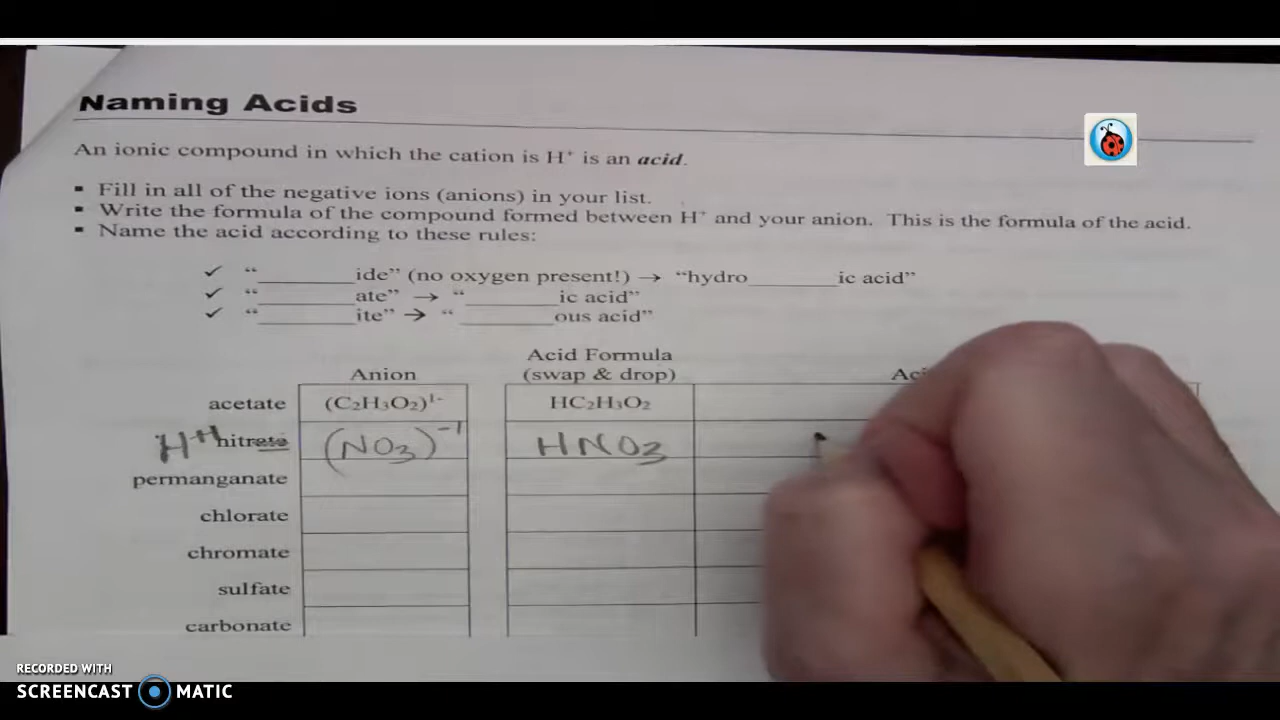 Naming Acids
An ionic compound in which the cation is H⁺ is an acid.
▪ Fill in all of the negative ions (anions) in your list.
▪ Write the formula of the compound formed between H⁺ and your anion. This is the formula of the acid.
▪ Name the acid according to these rules:
✓ “________ide” (no oxygen present!) → “hydro________ic acid”
✓ “________ate” → “________ic acid”
✓ “________ite” → “________ous acid”
Acid Formula
Anion (swap & drop)
acetate (C₂H₃O₂)¹⁻ HC₂H₃O₂
H⁺¹ nitrate (NO₃)⁻¹ HNO₃
permanganate
chlorate
chromate
sulfate
carbonate
RECORDED WITH
SCREENCAST MATIC